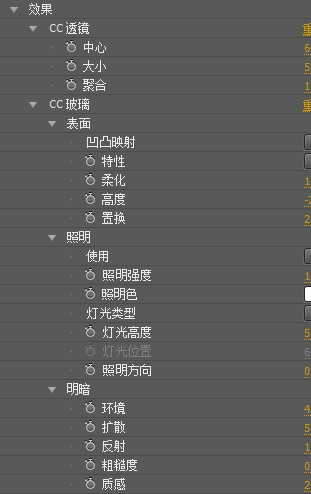 效果
CC 透镜
中心
大小
聚合
CC 玻璃
表面
凹凸映射
特性
柔化
高度
置换
照明
使用
照明强度
照明色
灯光类型
灯光高度
灯光位置
照明方向
明暗
环境
扩散
反射
粗糙度
质感